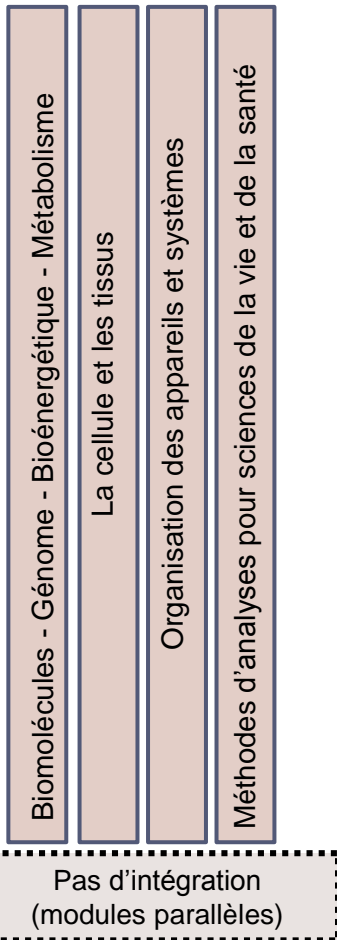 Biomolécules - Génome - Bioénergétique - Métabolisme
La cellule et les tissus
Organisation des appareils et systèmes
Méthodes d'analyses pour sciences de la vie et de la santé
Pas d'intégration
(modules parallèles)